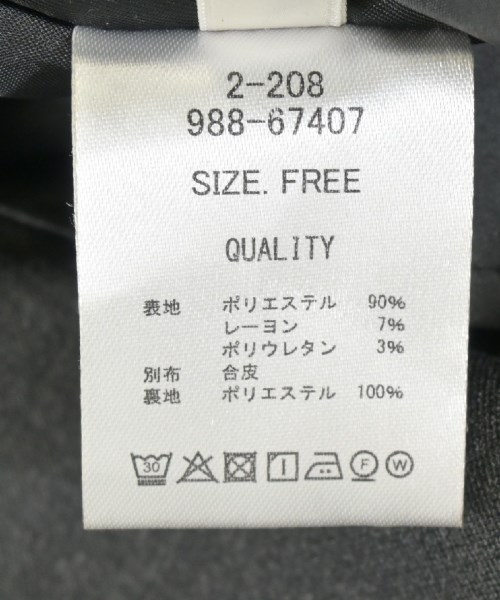 2-208
988-67407
SIZE. FREE
QUALITY
表地 ポリエステル 90%
レーヨン 7%
ポリウレタン 3%
別布 合皮
裏地 ポリエステル 100%
30 F W